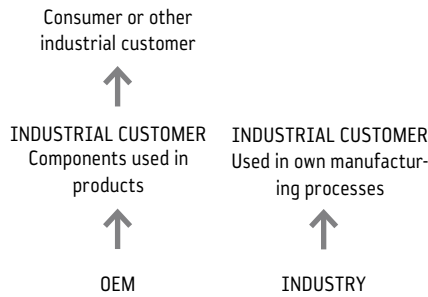 Consumer or other
industrial customer
INDUSTRIAL CUSTOMER
Components used in
products
INDUSTRIAL CUSTOMER
Used in own manufactur-
ing processes
OEM
INDUSTRY